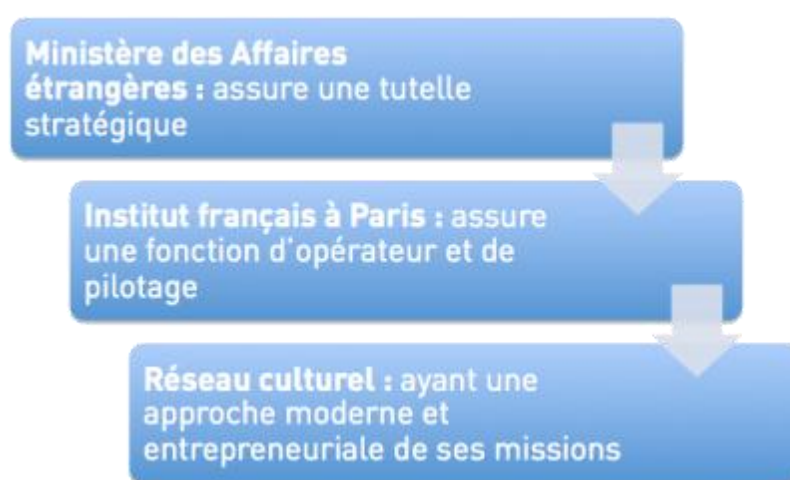 Ministère des Affaires
étrangères : assure une tutelle
stratégique
Institut français à Paris : assure
une fonction d'opérateur et de
pilotage
Réseau culturel : ayant une
approche moderne et
entrepreneuriale de ses missions